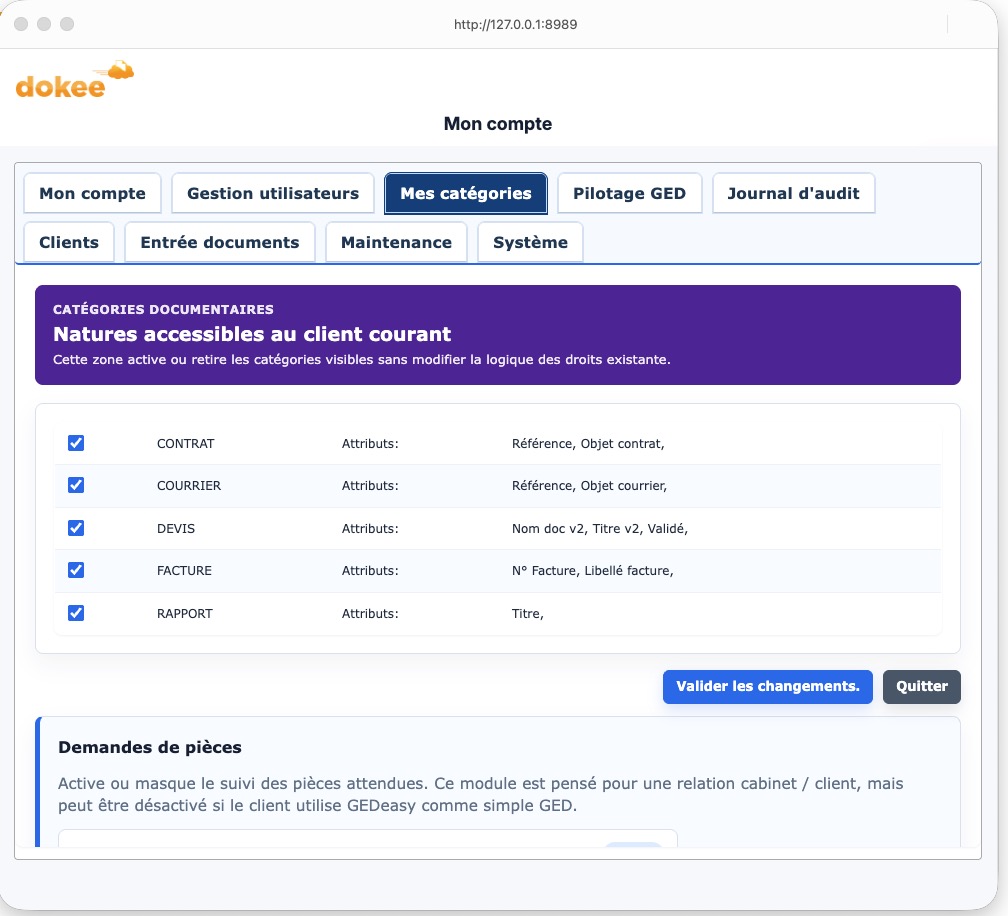 http://127.0.0.1:8989
dokee
Mon compte
Mon compte Gestion utilisateurs Mes catégories Pilotage GED Journal d'audit
Clients Entrée documents Maintenance Système
CATÉGORIES DOCUMENTAIRES
Natures accessibles au client courant
Cette zone active ou retire les catégories visibles sans modifier la logique des droits existante.
CONTRAT Attributs: Référence, Objet contrat,
COURRIER Attributs: Référence, Objet courrier,
DEVIS Attributs: Nom doc v2, Titre v2, Validé,
FACTURE Attributs: N° Facture, Libellé facture,
RAPPORT Attributs: Titre,
Valider les changements. Quitter
Demandes de pièces
Active ou masque le suivi des pièces attendues. Ce module est pensé pour une relation cabinet / client, mais
peut être désactivé si le client utilise GEDeasy comme simple GED.